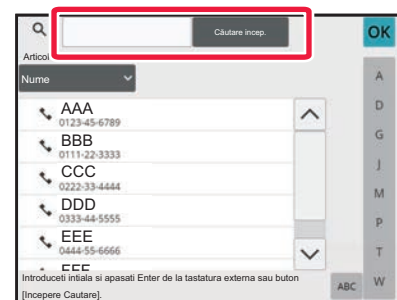 Căutare incep.
OK
Articol
Nume
A
D
G
J
M
P
T
W
AAA
0123-45-6789
BBB
0111-22-3333
CCC
0222-33-4444
DDD
0333-44-5555
EEE
0444-55-6666
FFF
Introduceti intiala si apasati Enter de la tastatura externa sau buton
[Incepere Cautare].
ABC